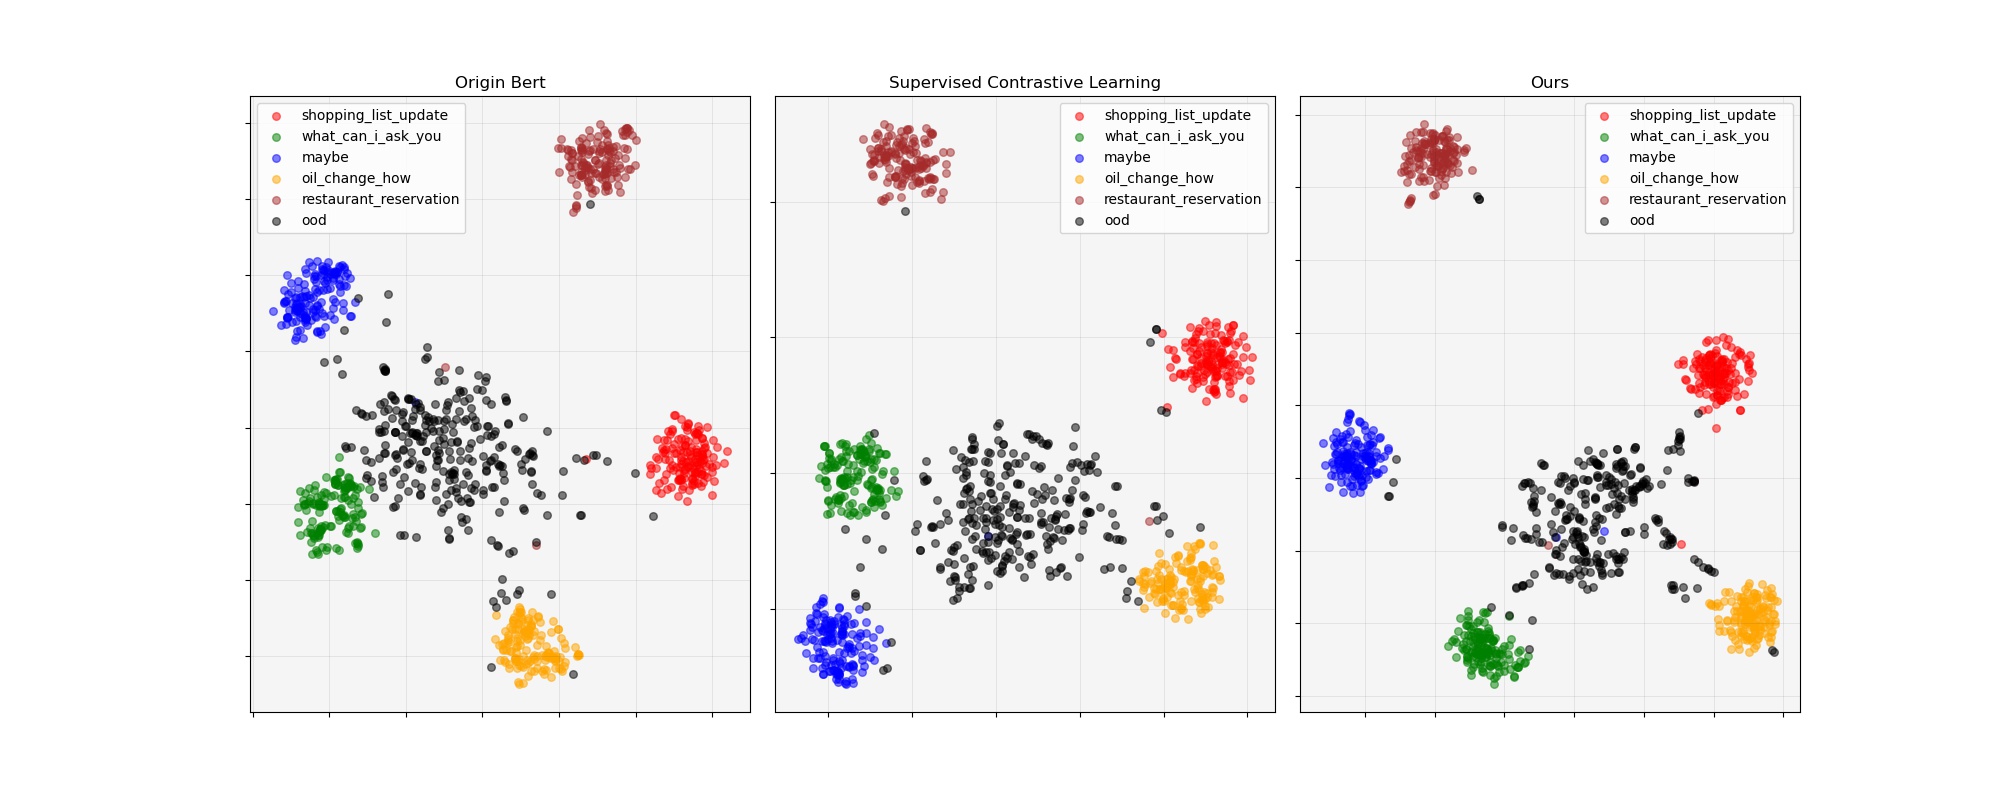 Origin Bert
shopping_list_update
what_can_i_ask_you
maybe
oil_change_how
restaurant_reservation
ood
Supervised Contrastive Learning
shopping_list_update
what_can_i_ask_you
maybe
oil_change_how
restaurant_reservation
ood
Ours
shopping_list_update
what_can_i_ask_you
maybe
oil_change_how
restaurant_reservation
ood